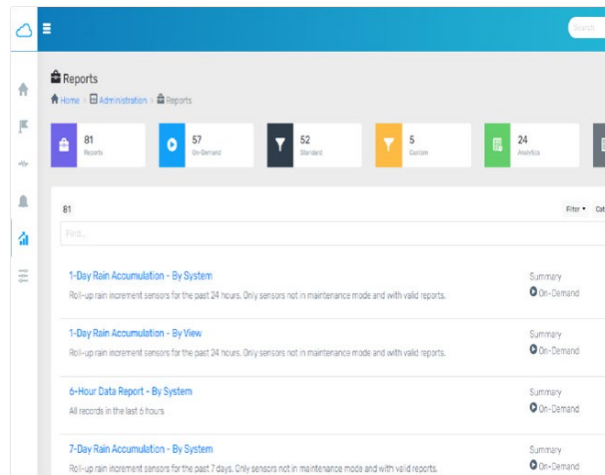 Search
Reports
Home > Administration > Reports
81
Reports
57
On-Demand
52
Standard
5
Custom
24
Analytics
81
Filter
Cat
Find...
1-Day Rain Accumulation - By System
Summary
Roll-up rain increment sensors for the past 24 hours. Only sensors not in maintenance mode and with valid reports.
On-Demand
1-Day Rain Accumulation - By View
Summary
Roll-up rain increment sensors for the past 24 hours. Only sensors not in maintenance mode and with valid reports.
On-Demand
6-Hour Data Report - By System
Summary
All records in the last 6 hours
On-Demand
7-Day Rain Accumulation - By System
Summary
Roll-up rain increment sensors for the past 7 days. Only sensors not in maintenance mode and with valid reports.
On-Demand